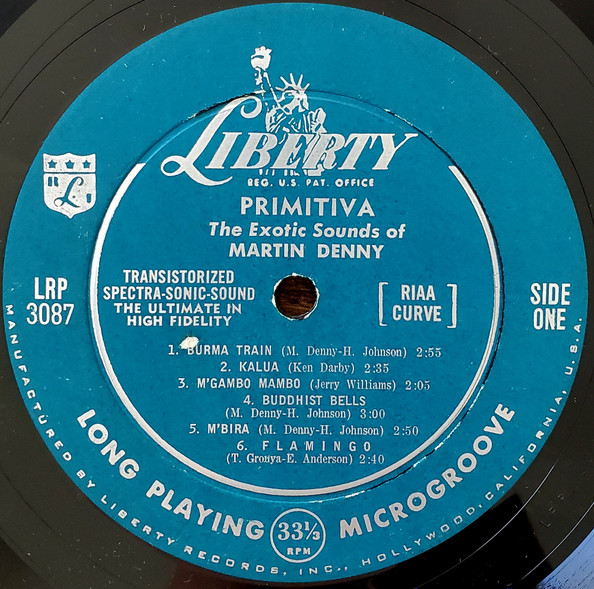 LIBERTY
REG. U.S. PAT. OFFICE
"L"
PRIMITIVA
The Exotic Sounds of
MARTIN DENNY
LRP
3087
TRANSISTORIZED
SPECTRA-SONIC-SOUND
THE ULTIMATE IN
HIGH FIDELITY
[ RIAA
CURVE ]
SIDE
ONE
1. BURMA TRAIN (M. Denny-H. Johnson) 2:55
2. KALUA (Ken Darby) 2:35
3. M'GAMBO MAMBO (Jerry Williams) 2:05
4. BUDDHIST BELLS
(M. Denny-H. Johnson) 3:00
5. M'BIRA (M. Denny-H. Johnson) 2:50
6. FLAMINGO
(T. Grouya-E. Anderson) 2:40
LONG PLAYING 33⅓ RPM MICROGROOVE
MANUFACTURED BY LIBERTY RECORDS, INC., HOLLYWOOD, CALIFORNIA, U.S.A.